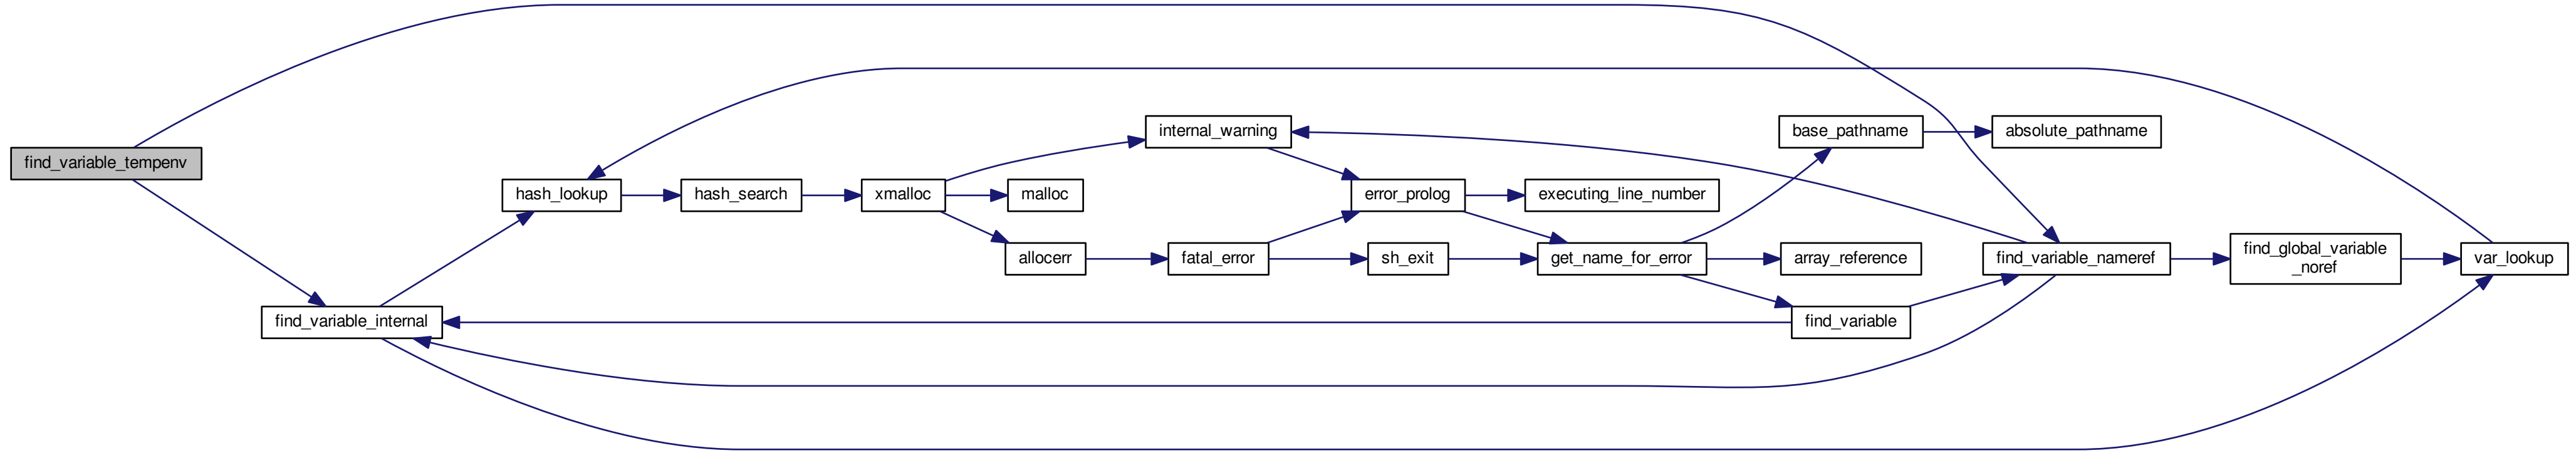 find_variable_tempenv
find_variable_internal
hash_lookup
hash_search
xmalloc
internal_warning
malloc
allocerr
fatal_error
error_prolog
sh_exit
executing_line_number
get_name_for_error
base_pathname
array_reference
find_variable
absolute_pathname
find_variable_nameref
find_global_variable
_noref
var_lookup